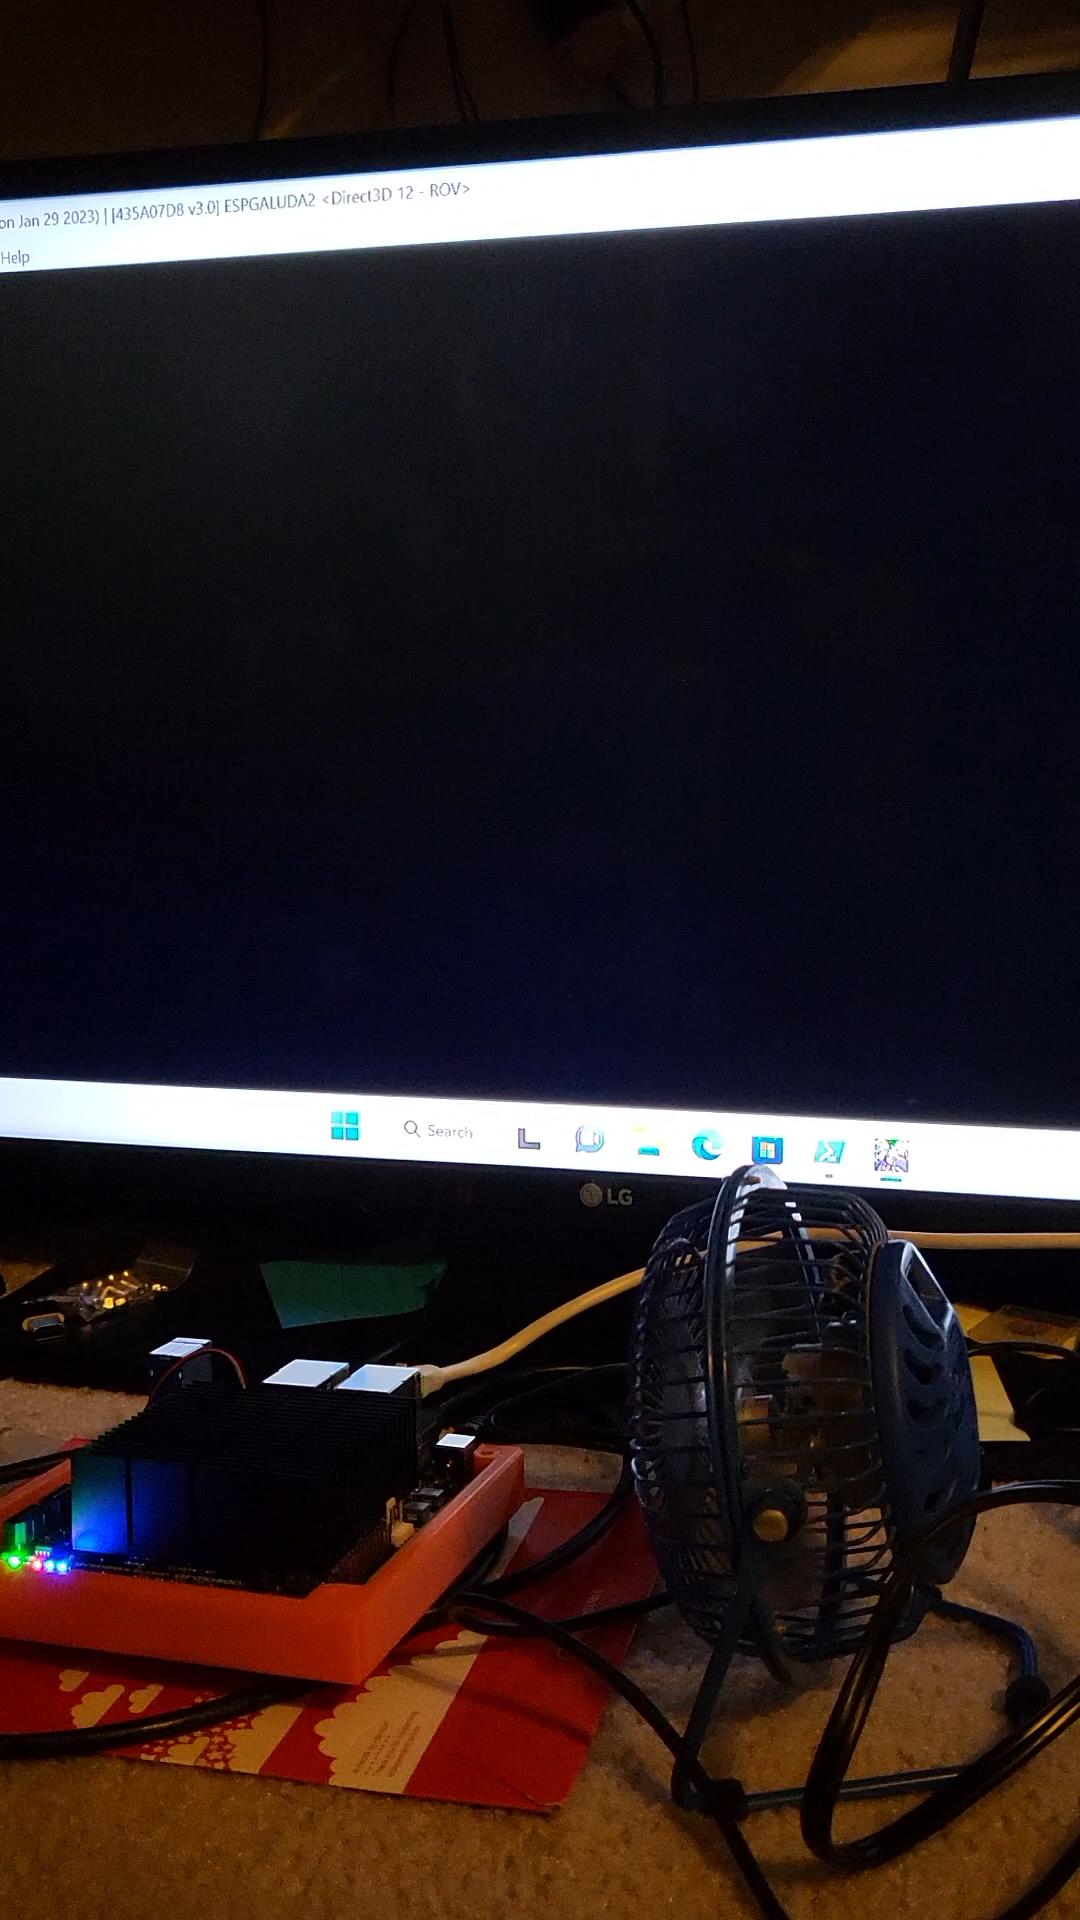 on Jan 29 2023) | [435A07D8 v3.0] ESPGALUDA2 <Direct3D 12 - ROV>
Help
Search
LG